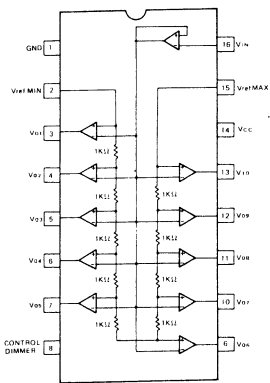 GND 1
16 VIN
Vref MIN 2
15 VrefMAX
Vo1 3
14 VCC
1KΩ
Vo2 4
13 V10
1KΩ 1KΩ
Vo3 5
12 Vo9
1KΩ 1KΩ
Vo4 6
11 Vo8
1KΩ 1KΩ
Vo5 7
10 Vo7
1KΩ 1KΩ
CONTROL
DIMMER 8
6 Vo6